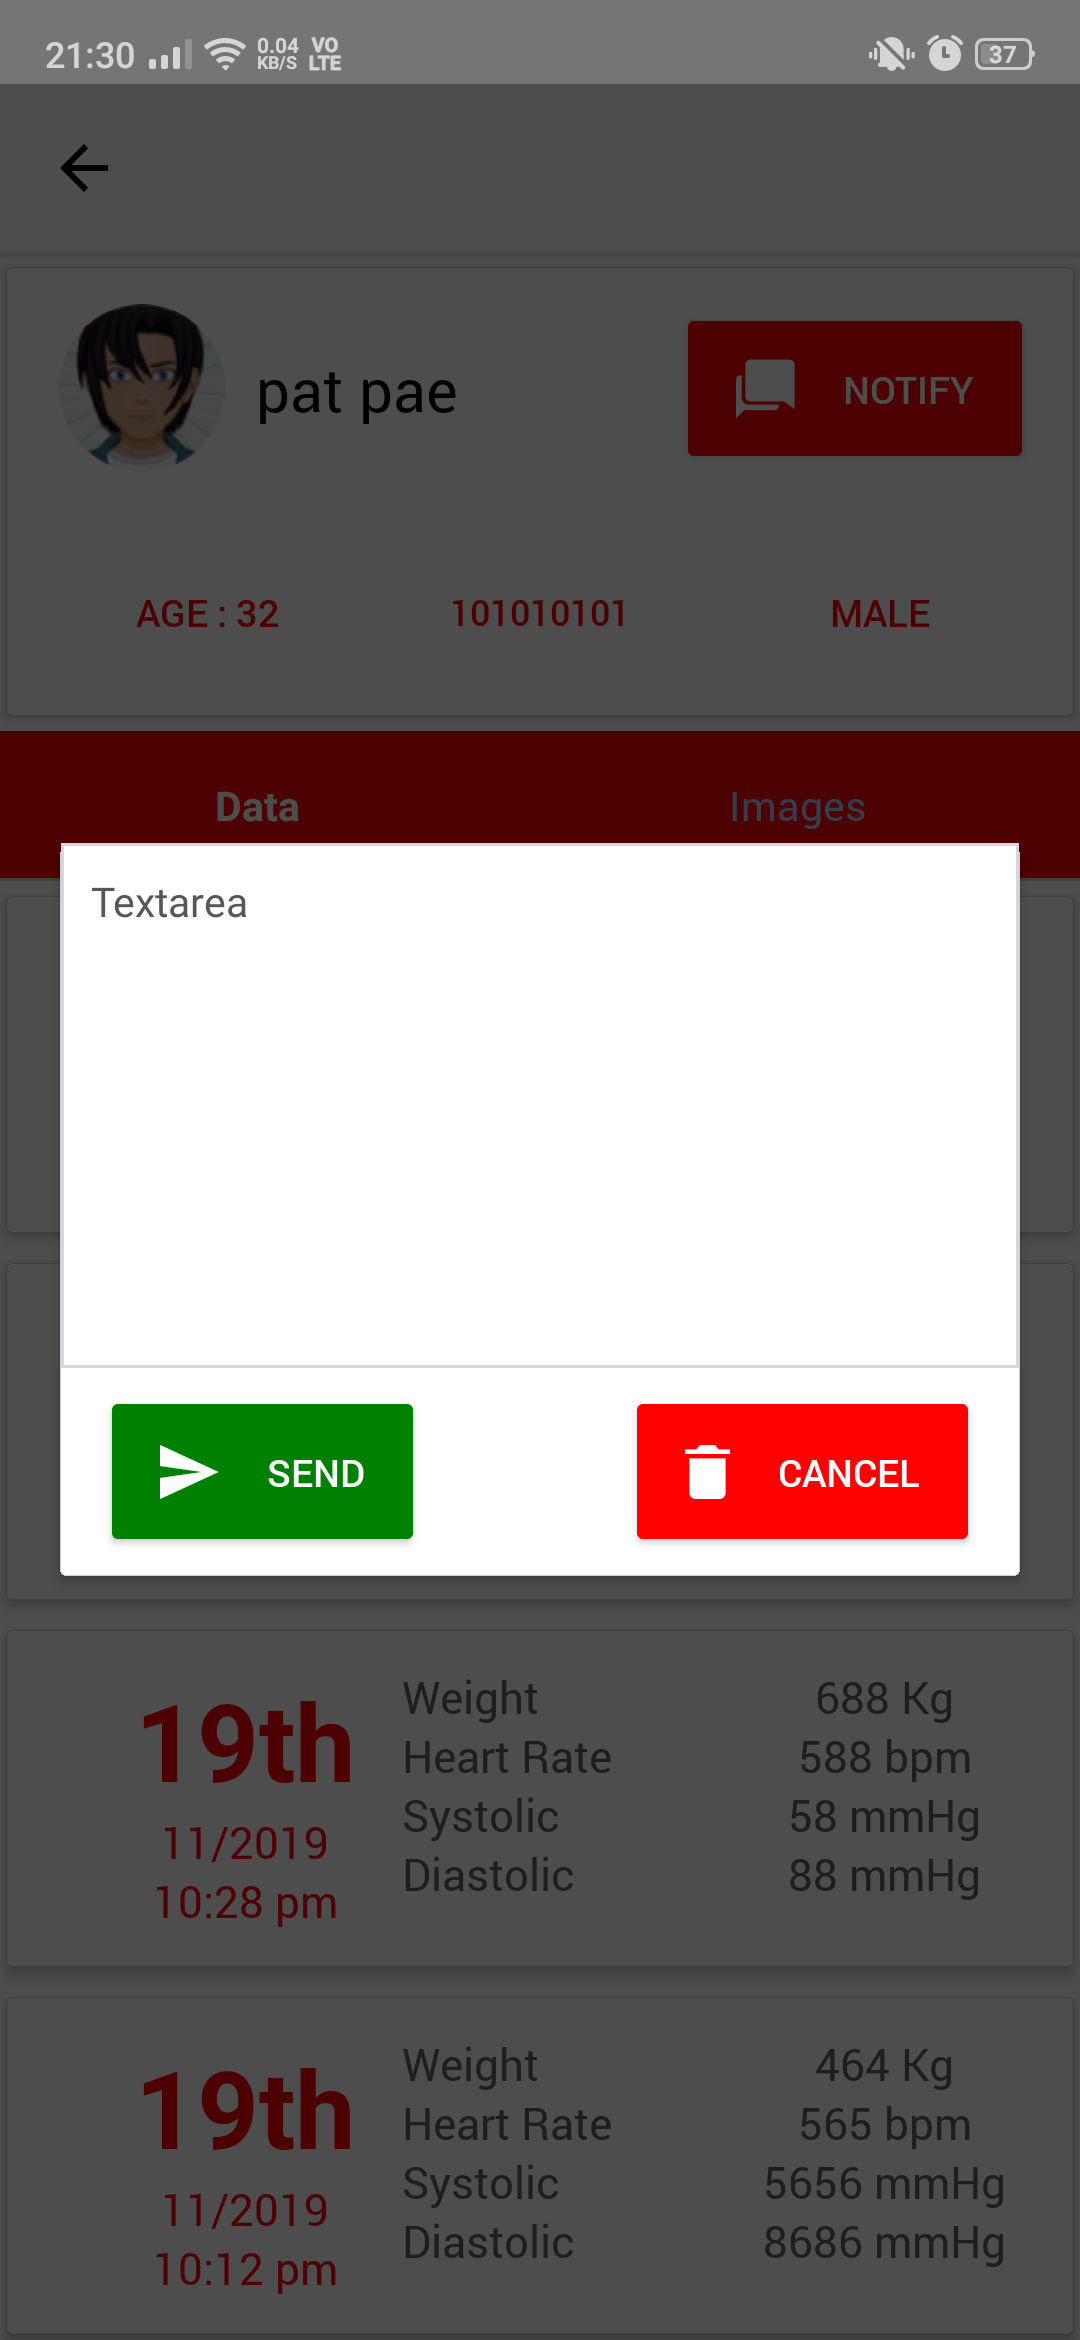 21:30 0.04 KB/S VO LTE 37
pat pae NOTIFY
AGE : 32 101010101 MALE
Data Images
Textarea
SEND CANCEL
19th
11/2019
10:28 pm
Weight 688 Kg
Heart Rate 588 bpm
Systolic 58 mmHg
Diastolic 88 mmHg
19th
11/2019
10:12 pm
Weight 464 Kg
Heart Rate 565 bpm
Systolic 5656 mmHg
Diastolic 8686 mmHg